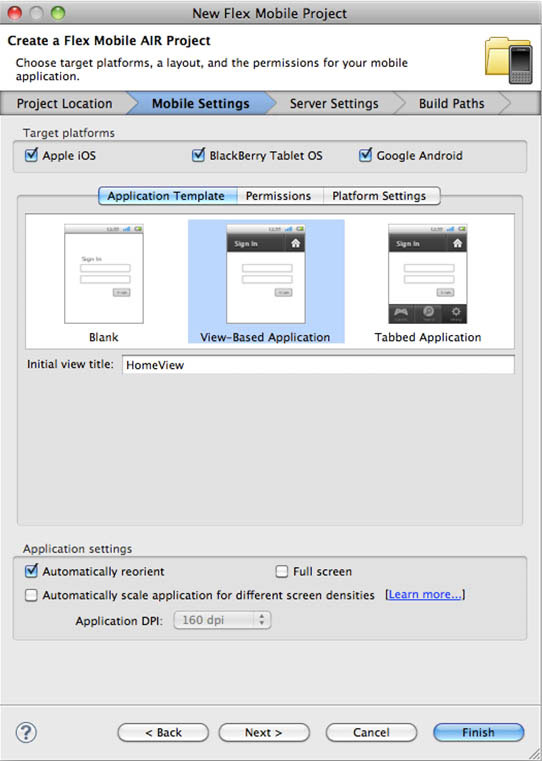 New Flex Mobile Project
Create a Flex Mobile AIR Project
Choose target platforms, a layout, and the permissions for your mobile
application.
Project Location Mobile Settings Server Settings Build Paths
Target platforms
Apple iOS BlackBerry Tablet OS Google Android
Application Template Permissions Platform Settings
Sign In Sign In Sign In
Blank View-Based Application Tabbed Application
Initial view title: HomeView
Application settings
Automatically reorient Full screen
Automatically scale application for different screen densities [Learn more...]
Application DPI: 160 dpi
? < Back Next > Cancel Finish